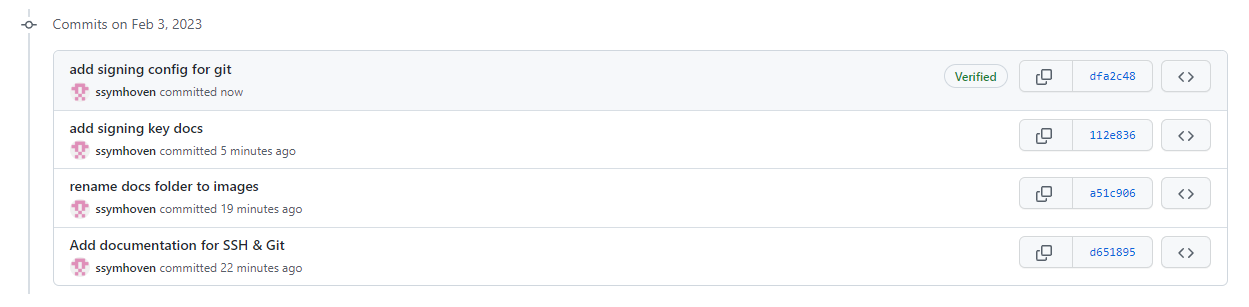 Commits on Feb 3, 2023
add signing config for git
ssymhoven committed now
Verified
dfa2c48
add signing key docs
ssymhoven committed 5 minutes ago
112e836
rename docs folder to images
ssymhoven committed 19 minutes ago
a51c906
Add documentation for SSH & Git
ssymhoven committed 22 minutes ago
d651895